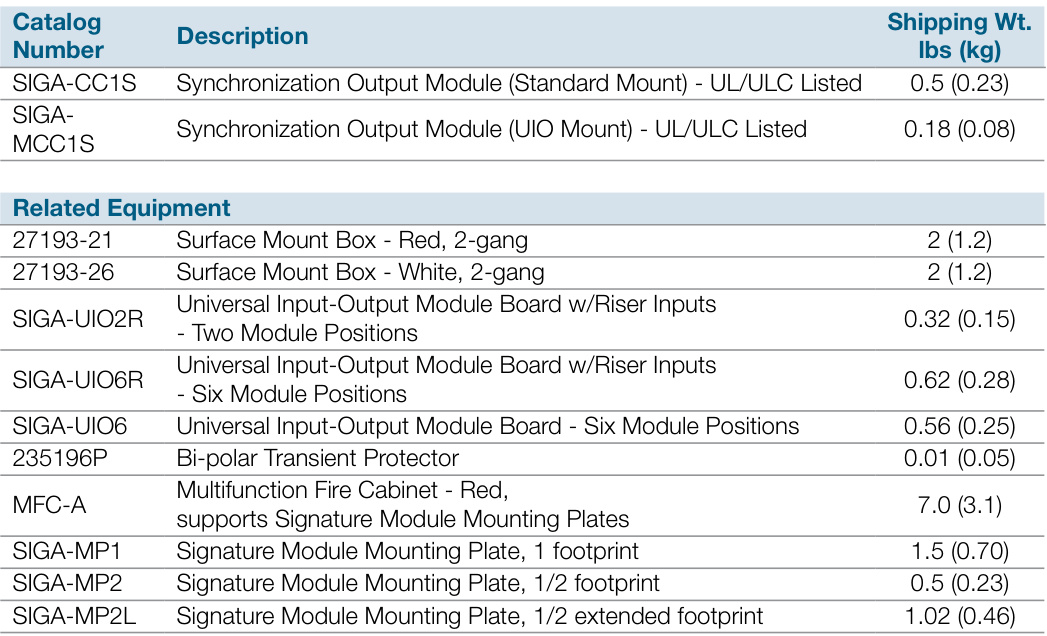 Catalog Number Description Shipping Wt. lbs (kg)
SIGA-CC1S Synchronization Output Module (Standard Mount) - UL/ULC Listed 0.5 (0.23)
SIGA-
MCC1S Synchronization Output Module (UIO Mount) - UL/ULC Listed 0.18 (0.08)
Related Equipment
27193-21 Surface Mount Box - Red, 2-gang 2 (1.2)
27193-26 Surface Mount Box - White, 2-gang 2 (1.2)
SIGA-UIO2R Universal Input-Output Module Board w/Riser Inputs
- Two Module Positions 0.32 (0.15)
SIGA-UIO6R Universal Input-Output Module Board w/Riser Inputs
- Six Module Positions 0.62 (0.28)
SIGA-UIO6 Universal Input-Output Module Board - Six Module Positions 0.56 (0.25)
235196P Bi-polar Transient Protector 0.01 (0.05)
MFC-A Multifunction Fire Cabinet - Red,
supports Signature Module Mounting Plates 7.0 (3.1)
SIGA-MP1 Signature Module Mounting Plate, 1 footprint 1.5 (0.70)
SIGA-MP2 Signature Module Mounting Plate, 1/2 footprint 0.5 (0.23)
SIGA-MP2L Signature Module Mounting Plate, 1/2 extended footprint 1.02 (0.46)